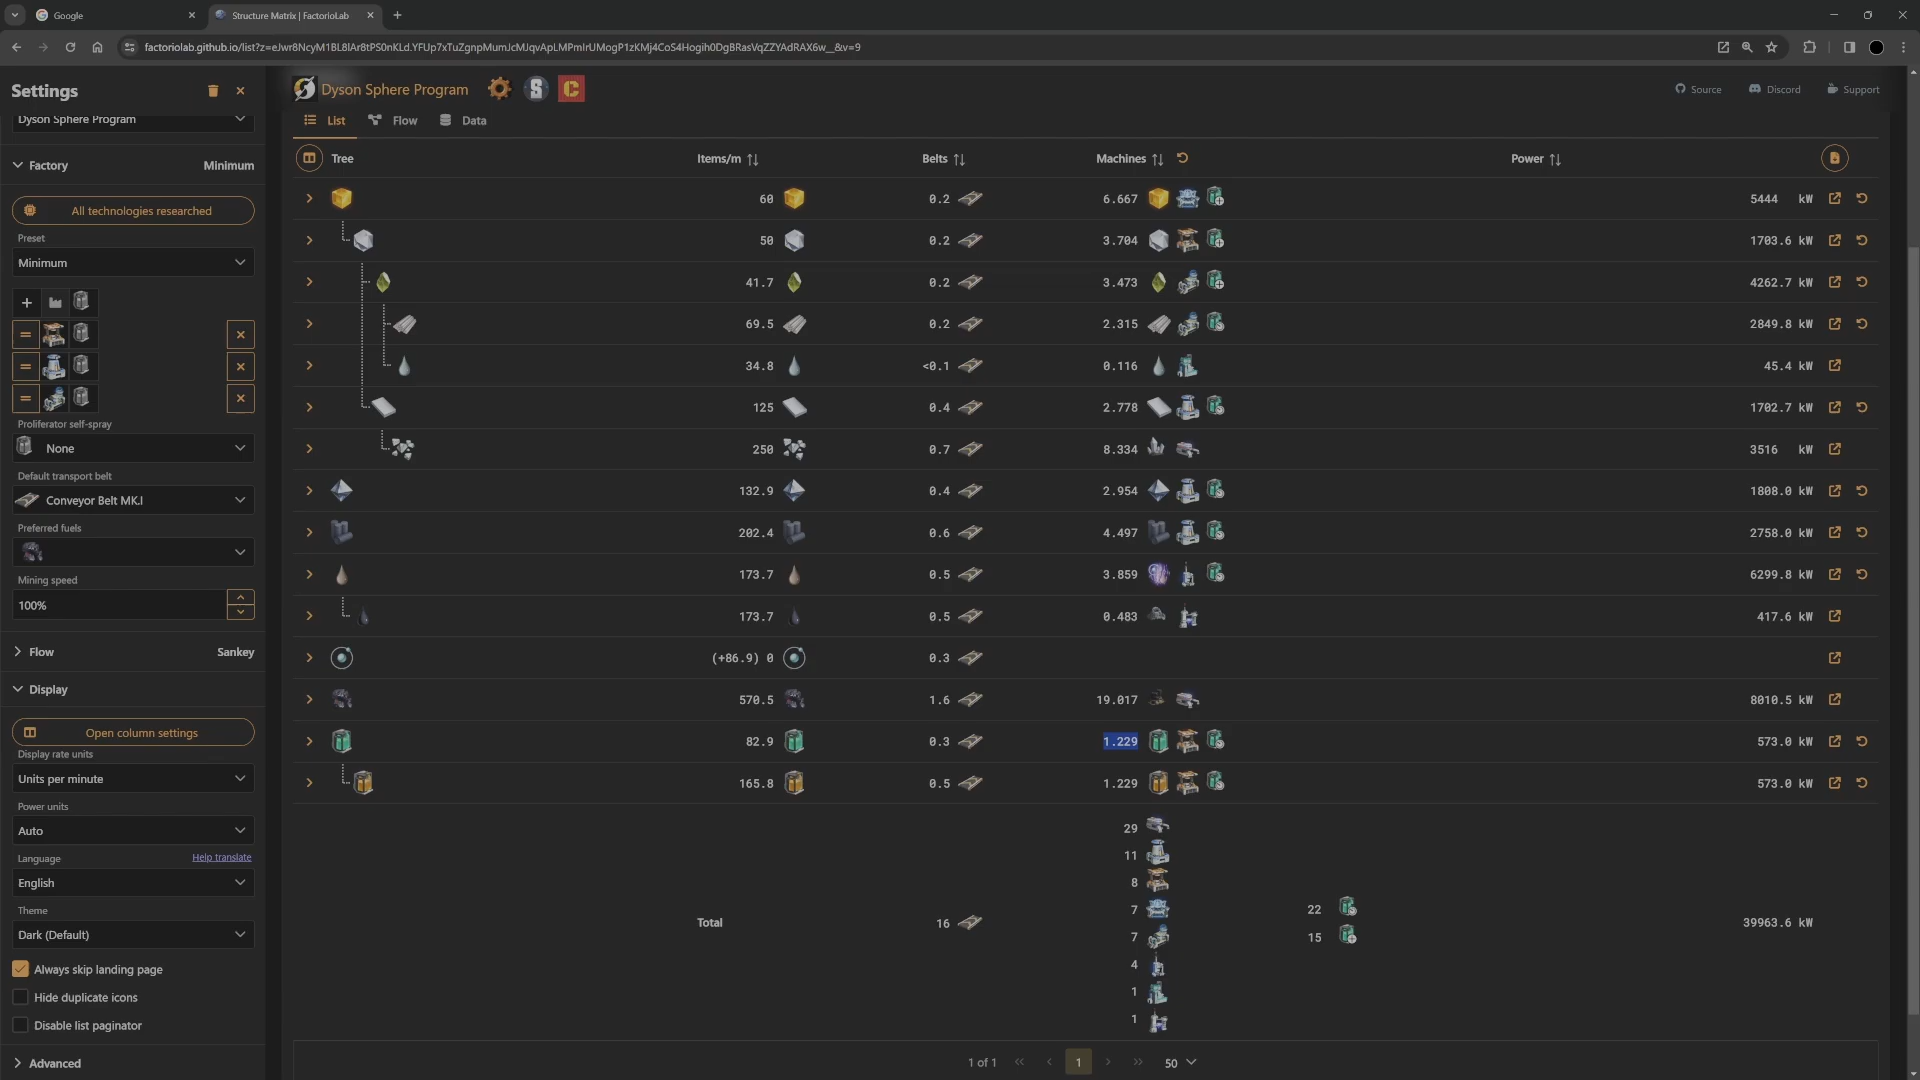 Google
Structure Matrix | FactorioLab
factoriolab.github.io/list?z=eJwr8NcyM1BL8lAr8tPS0nKLd.YFUp7xTuZgnpMumJcMJqvApLMPmIrUMogP1zKMj4CoS4Hogih0DgBRasVqZZYAdRAX6w__&v=9
Settings
Dyson Sphere Program
Source
Discord
Support
Dyson Sphere Program
List
Flow
Data
Factory
Minimum
Tree
Items/m
Belts
Machines
Power
All technologies researched
Preset
Minimum
Proliferator self-spray
None
Default transport belt
Conveyor Belt MK.I
Preferred fuels
Mining speed
100%
Flow
Sankey
Display
Open column settings
Display rate units
Units per minute
Power units
Auto
Language
Help translate
English
Theme
Dark (Default)
Always skip landing page
Hide duplicate icons
Disable list paginator
Advanced
60 0.2 6.667 5444 kW
50 0.2 3.704 1703.6 kW
41.7 0.2 3.473 4262.7 kW
69.5 0.2 2.315 2849.8 kW
34.8 <0.1 0.116 45.4 kW
125 0.4 2.778 1702.7 kW
250 0.7 8.334 3516 kW
132.9 0.4 2.954 1808.0 kW
202.4 0.6 4.497 2758.0 kW
173.7 0.5 3.859 6299.8 kW
173.7 0.5 0.483 417.6 kW
(+86.9) 0 0.3
570.5 1.6 19.017 8010.5 kW
82.9 0.3 1.229 573.0 kW
165.8 0.5 1.229 573.0 kW
29
11
8
7
7
4
1
1
22
15
Total
16
39963.6 kW
1 of 1
1
50